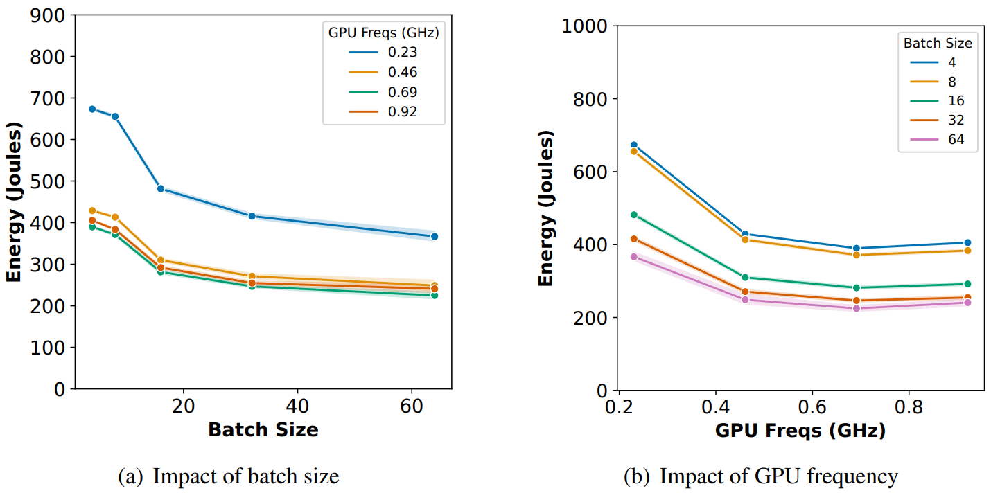 900
800
700
600
500
400
300
200
100
0
Energy (Joules)
GPU Freqs (GHz)
0.23
0.46
0.69
0.92
20 40 60
Batch Size
(a) Impact of batch size
1000
800
600
400
200
0
Energy (Joules)
Batch Size
4
8
16
32
64
0.2 0.4 0.6 0.8
GPU Freqs (GHz)
(b) Impact of GPU frequency